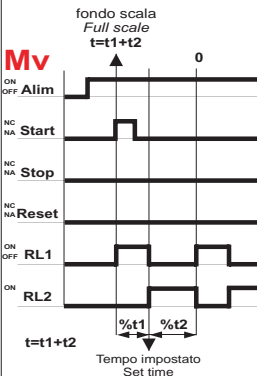 fondo scala
Full scale
t=t1+t2
Mv
0
ON
OFF Alim
NC
NA Start
NC
NA Stop
NC
NA Reset
ON
OFF RL1
ON
RL2
%t1 %t2
t=t1+t2
Tempo impostato
Set time